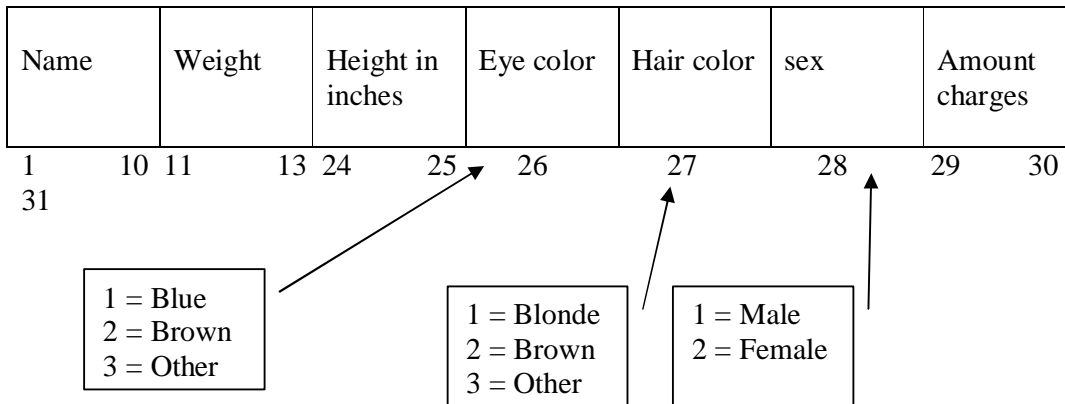 Name Weight Height in inches Eye color Hair color sex Amount charges
1 10 11 13 24 25 26 27 28 29 30
31
1 = Blue
2 = Brown
3 = Other
1 = Blonde
2 = Brown
3 = Other
1 = Male
2 = Female